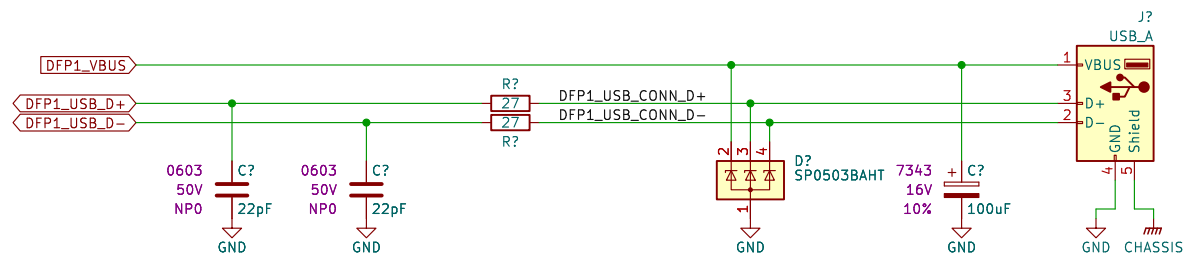 J?
USB_A
DFP1_VBUS
1
VBUS
R?
DFP1_USB_D+
27
DFP1_USB_CONN_D+
3
D+
DFP1_USB_D-
27
DFP1_USB_CONN_D-
2
D-
R?
GND
Shield
2
3
4
4
5
0603
C?
50V
NP0
22pF
GND
0603
C?
50V
NP0
22pF
GND
D?
SP0503BAHT
1
GND
7343
+
C?
16V
10%
100uF
GND
GND
CHASSIS